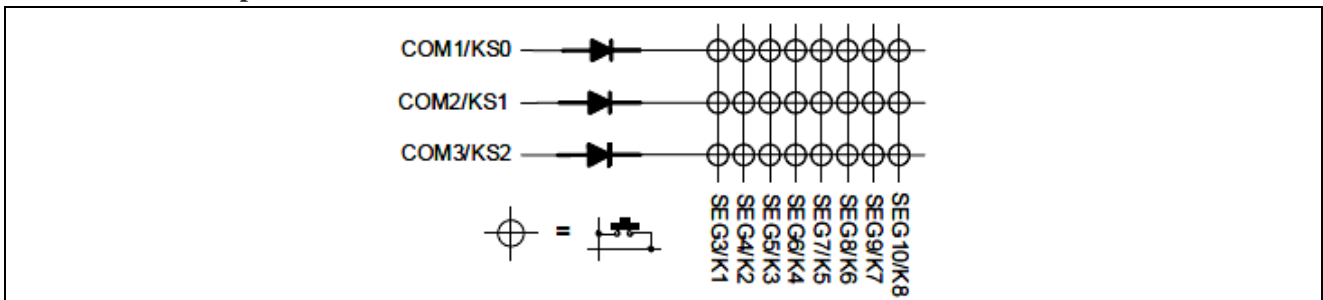 COM1/KS0
COM2/KS1
COM3/KS2
=
SEG3/K1
SEG4/K2
SEG5/K3
SEG6/K4
SEG7/K5
SEG8/K6
SEG9/K7
SEG10/K8